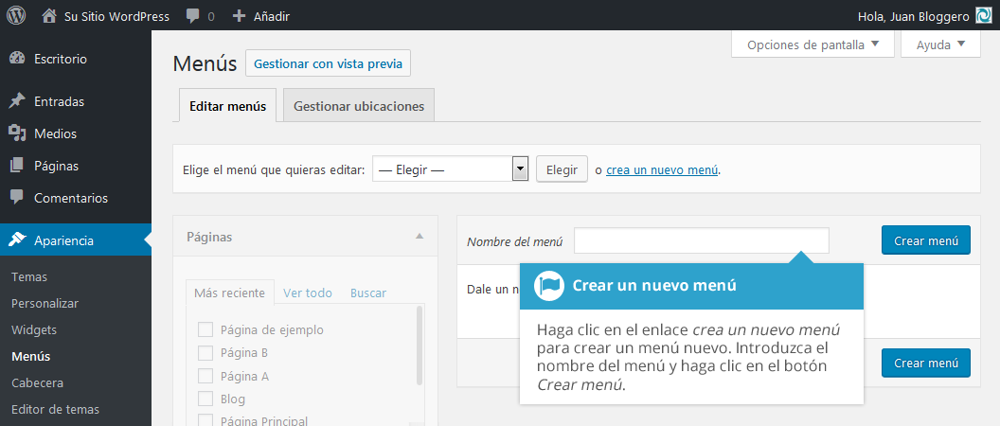 Su Sitio WordPress 0 Añadir Hola, Juan Bloggero
Opciones de pantalla Ayuda
Escritorio
Entradas
Medios
Páginas
Comentarios
Apariencia
Temas
Personalizar
Widgets
Menús
Cabecera
Editor de temas
Menús Gestionar con vista previa
Editar menús Gestionar ubicaciones
Elige el menú que quieras editar: — Elegir — Elegir o crea un nuevo menú.
Páginas
Más reciente Ver todo Buscar
Página de ejemplo
Página B
Página A
Blog
Página Principal
Nombre del menú Crear menú
Dale un n
Crear un nuevo menú
Haga clic en el enlace crea un nuevo menú
para crear un menú nuevo. Introduzca el
nombre del menú y haga clic en el botón
Crear menú.
Crear menú